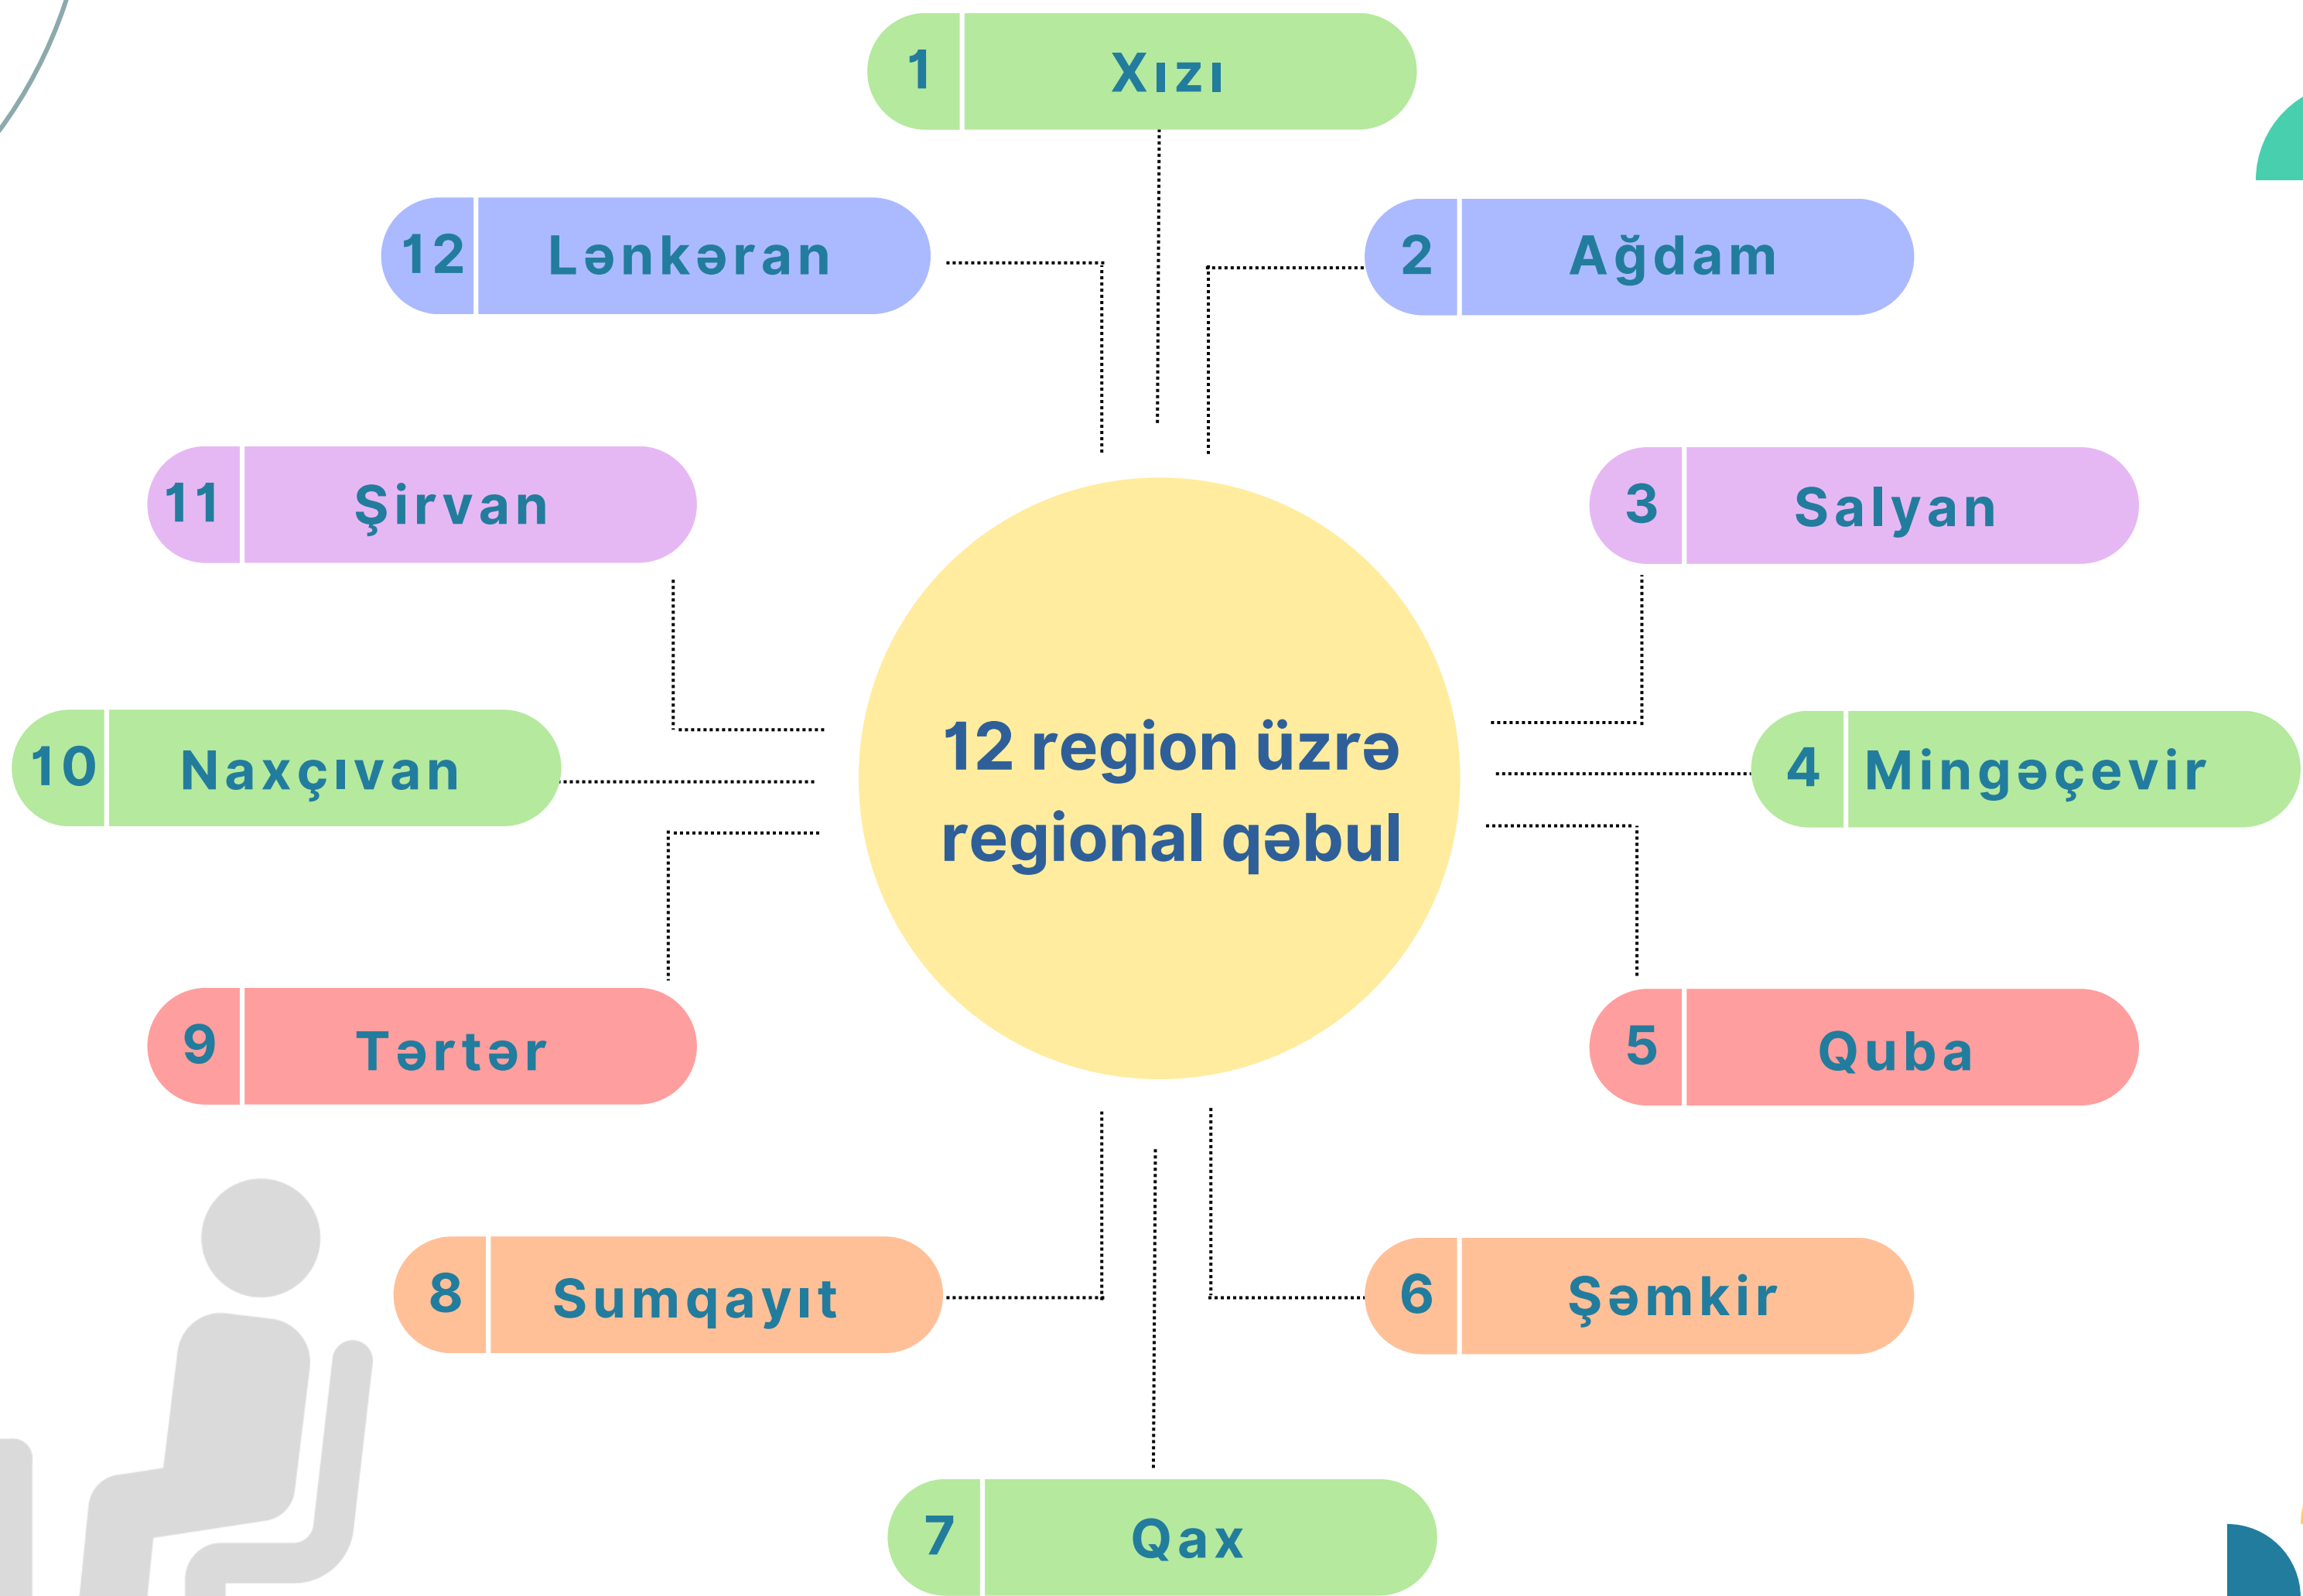 1 Xızı
12 Lənkəran
2 Ağdam
11 Şirvan
3 Salyan
12 region üzrə
regional qəbul
10 Naxçıvan
4 Mingəçevir
9 Tərtər
5 Quba
8 Sumqayıt
6 Şəmkir
7 Qax